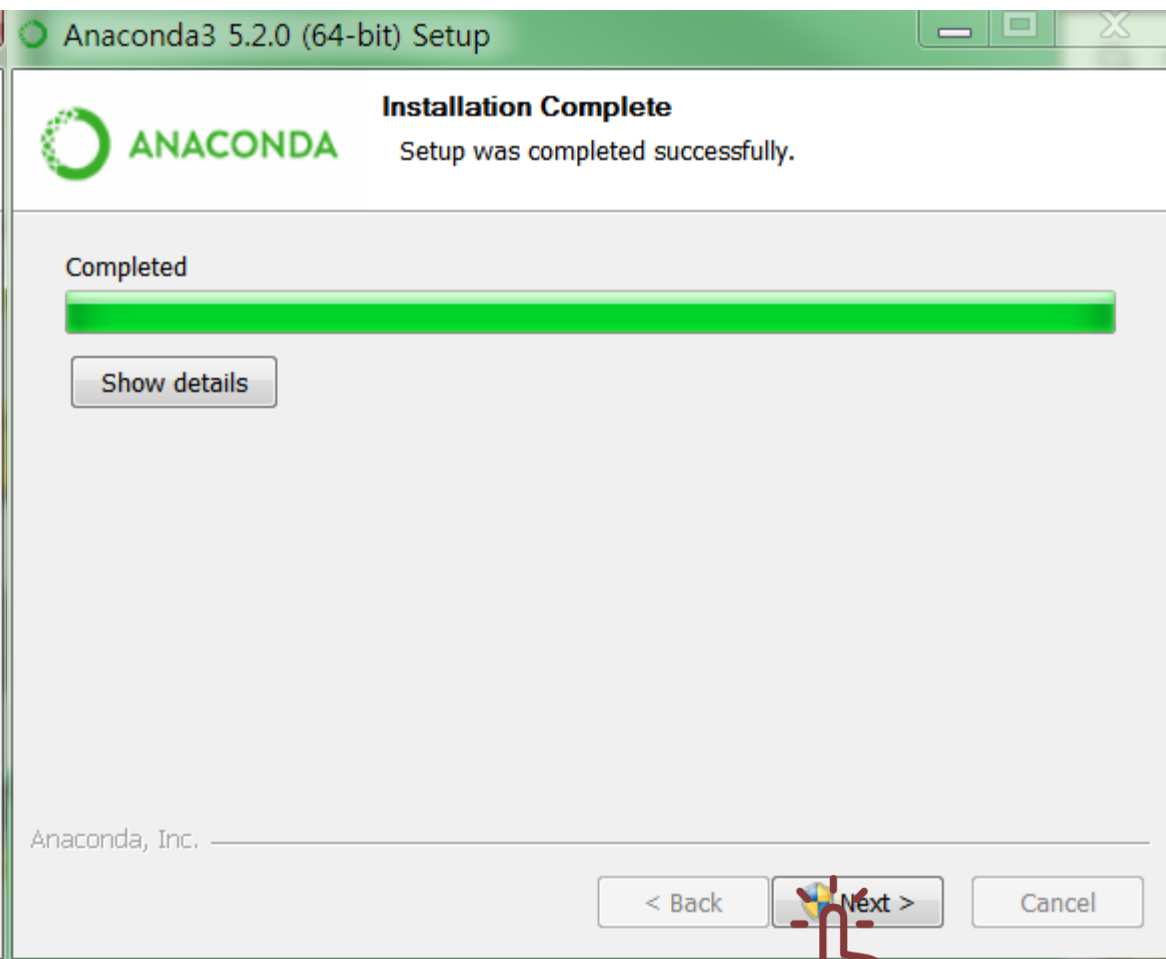 Anaconda3 5.2.0 (64-bit) Setup
ANACONDA
Installation Complete
Setup was completed successfully.
Completed
Show details
Anaconda, Inc.
< Back
Next >
Cancel